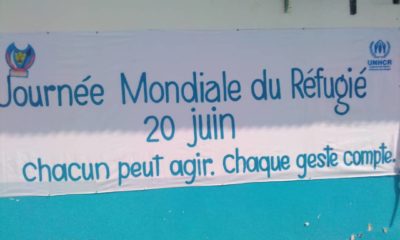 UNHCR
Journée Mondiale du Réfugié
20 juin
chacun peut agir. chaque geste compte.